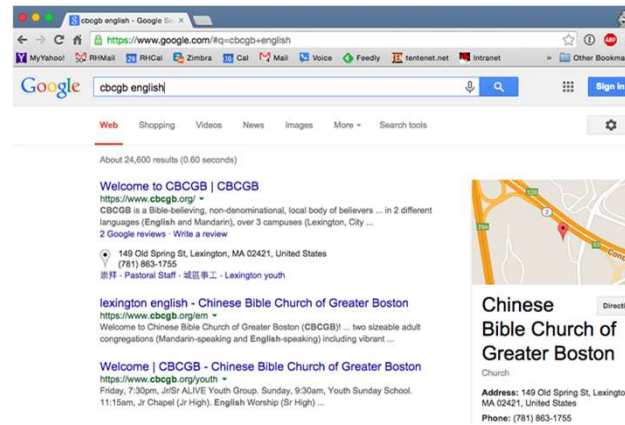 cbcgb english - Google Se
https://www.google.com/#q=cbcgb+english
MyYahoo! RHMail RHCal Zimbra Cal Mail Voice Feedly tentenet.net Intranet » Other Bookma
Google cbcgb english Sign in
Web Shopping Videos News Images More Search tools
About 24,600 results (0.60 seconds)
Welcome to CBCGB | CBCGB
https://www.cbcgb.org/
CBCGB is a Bible-believing, non-denominational, local body of believers ... in 2 different
languages (English and Mandarin), over 3 campuses (Lexington, City ...
2 Google reviews · Write a review
149 Old Spring St, Lexington, MA 02421, United States
(781) 863-1755
崇拜 - Pastoral Staff - 城區事工 - Lexington youth
lexington english - Chinese Bible Church of Greater Boston
https://www.cbcgb.org/em
Welcome to Chinese Bible Church of Greater Boston (CBCGB)! ... two sizeable adult
congregations (Mandarin-speaking and English-speaking) including vibrant ...
Welcome | CBCGB - Chinese Bible Church of Greater Boston
https://www.cbcgb.org/youth
Friday, 7:30pm, Jr/Sr ALIVE Youth Group. Sunday, 9:30am, Youth Sunday School.
11:15am, Jr Chapel (Jr High). English Worship (Sr High) ...
2
Conc
Chinese
Bible Church of
Greater Boston
Directi
Church
Address: 149 Old Spring St, Lexingto
MA 02421, United States
Phone: (781) 863-1755